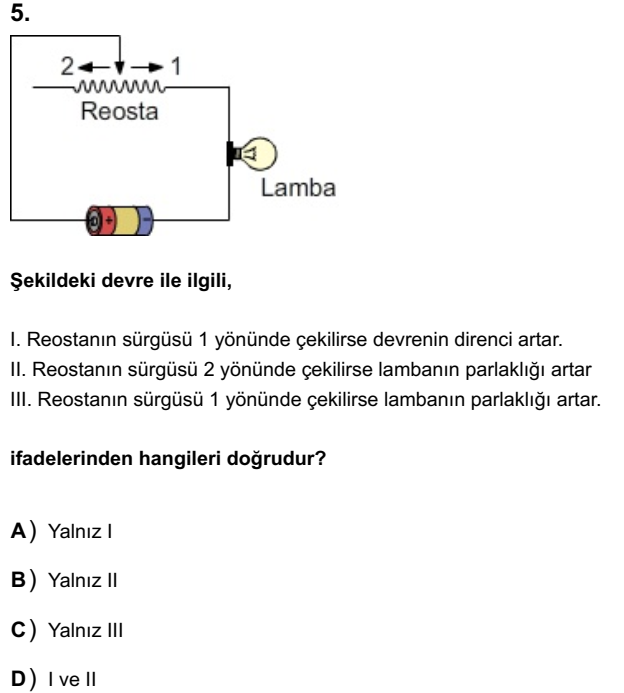 5.
2 1
Reosta
Lamba
+ -
Şekildeki devre ile ilgili,
I. Reostanın sürgüsü 1 yönünde çekilirse devrenin direnci artar.
II. Reostanın sürgüsü 2 yönünde çekilirse lambanın parlaklığı artar
III. Reostanın sürgüsü 1 yönünde çekilirse lambanın parlaklığı artar.
ifadelerinden hangileri doğrudur?
A) Yalnız I
B) Yalnız II
C) Yalnız III
D) I ve II